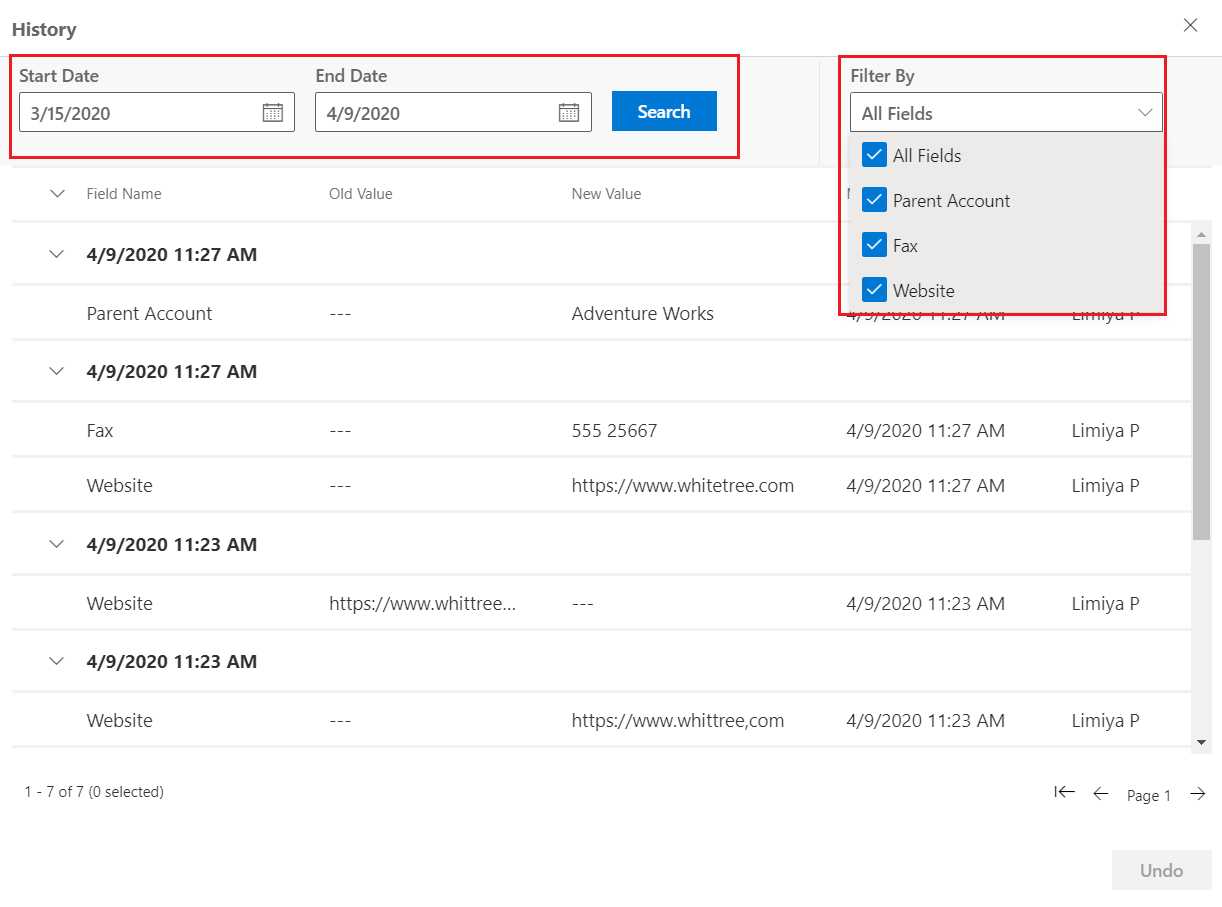 History
Start Date End Date Filter By
3/15/2020 4/9/2020 Search All Fields
All Fields
Parent Account
Fax
Website
Field Name Old Value New Value
4/9/2020 11:27 AM
Parent Account --- Adventure Works 4/9/2020 11:27 AM Limiya P
4/9/2020 11:27 AM
Fax --- 555 25667 4/9/2020 11:27 AM Limiya P
Website --- https://www.whitetree.com 4/9/2020 11:27 AM Limiya P
4/9/2020 11:23 AM
Website https://www.whittree... --- 4/9/2020 11:23 AM Limiya P
4/9/2020 11:23 AM
Website --- https://www.whittree,com 4/9/2020 11:23 AM Limiya P
1 - 7 of 7 (0 selected) Page 1
Undo